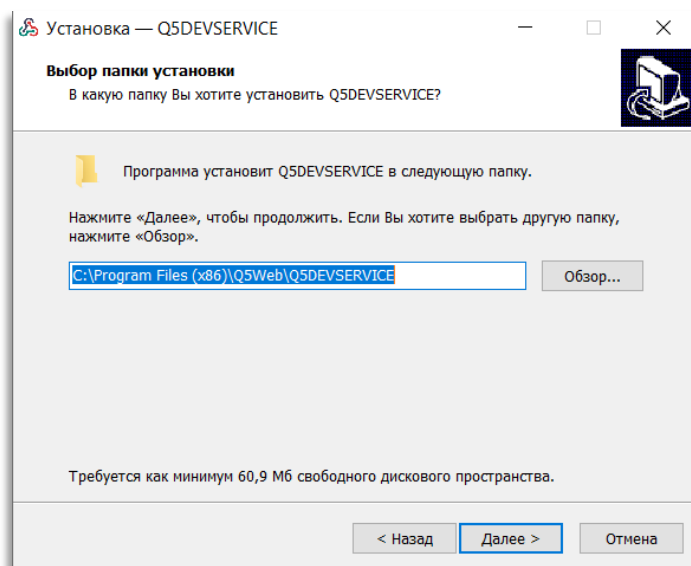 Установка — Q5DEVSERVICE
Выбор папки установки
В какую папку Вы хотите установить Q5DEVSERVICE?
Программа установит Q5DEVSERVICE в следующую папку.
Нажмите «Далее», чтобы продолжить. Если Вы хотите выбрать другую папку,
нажмите «Обзор».
C:\Program Files (x86)\Q5Web\Q5DEVSERVICE
Обзор...
Требуется как минимум 60,9 Мб свободного дискового пространства.
< Назад
Далее >
Отмена